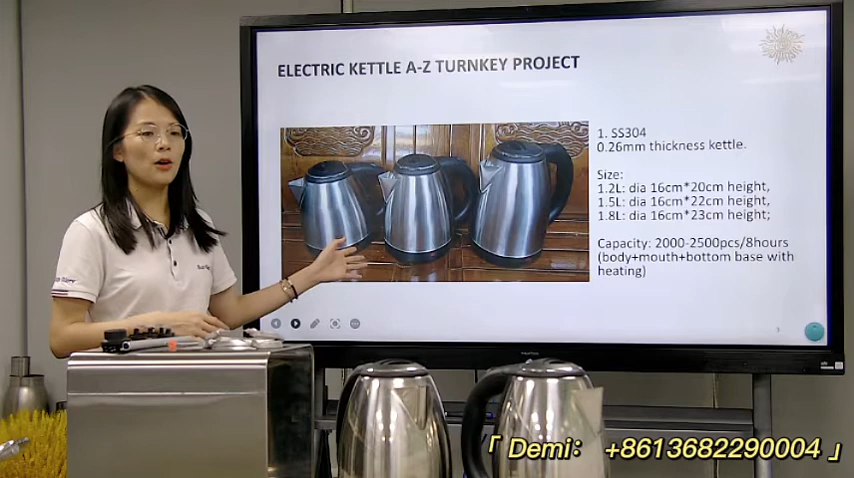 ELECTRIC KETTLE A-Z TURNKEY PROJECT
1. SS304
0.26mm thickness kettle.
Size:
1.2L: dia 16cm*20cm height,
1.5L: dia 16cm*22cm height,
1.8L: dia 16cm*23cm height;
Capacity: 2000-2500pcs/8hours
(body+mouth+bottom base with
heating)
「 Demi： +8613682290004 」